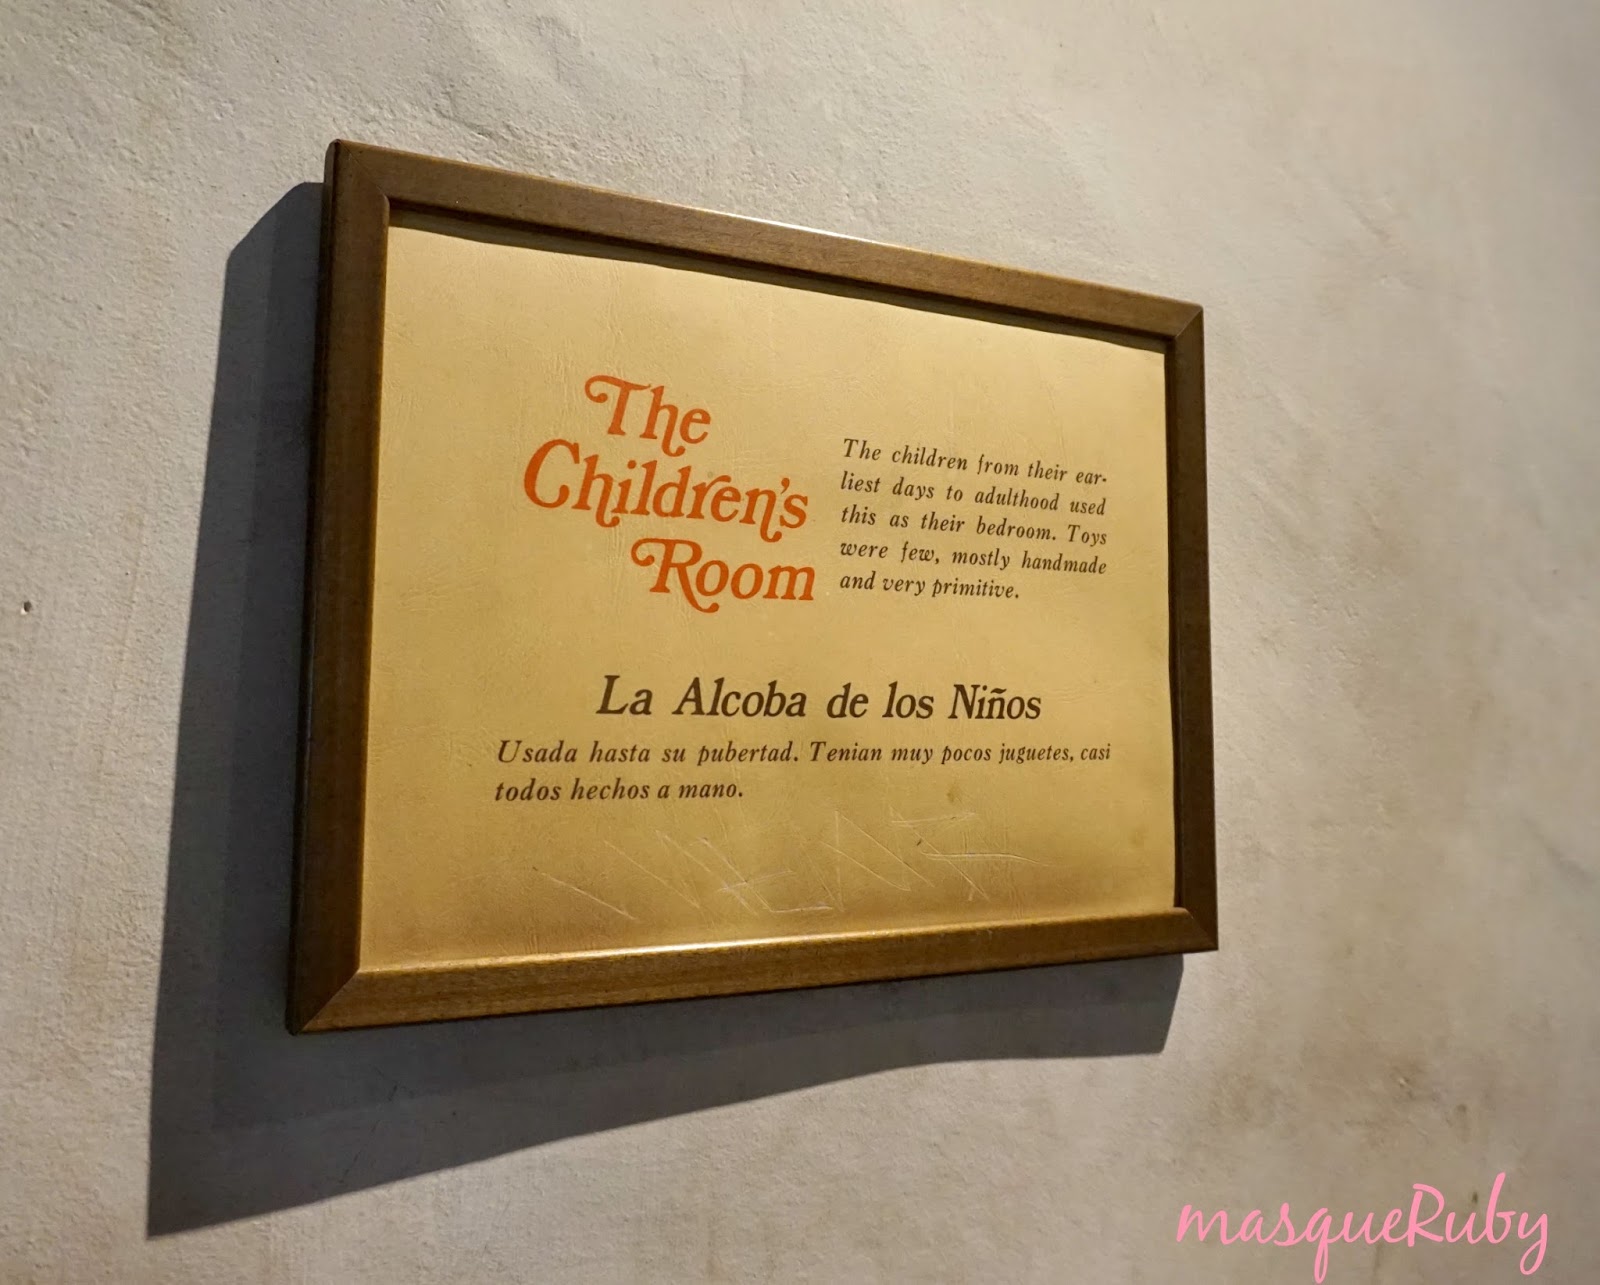 The
Children's
Room
The children from their ear-
liest days to adulthood used
this as their bedroom. Toys
were few, mostly handmade
and very primitive.
La Alcoba de los Niños
Usada hasta su pubertad. Tenian muy pocos juguetes, casi
todos hechos a mano.
masqueRuby